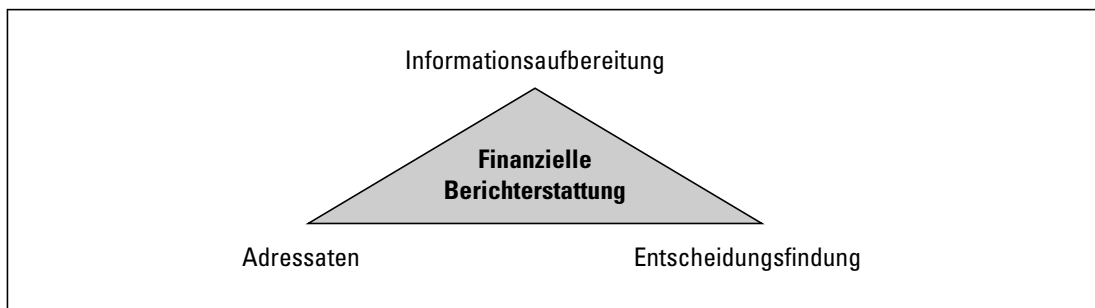 Informationsaufbereitung
Finanzielle
Berichterstattung
Adressaten
Entscheidungsfindung